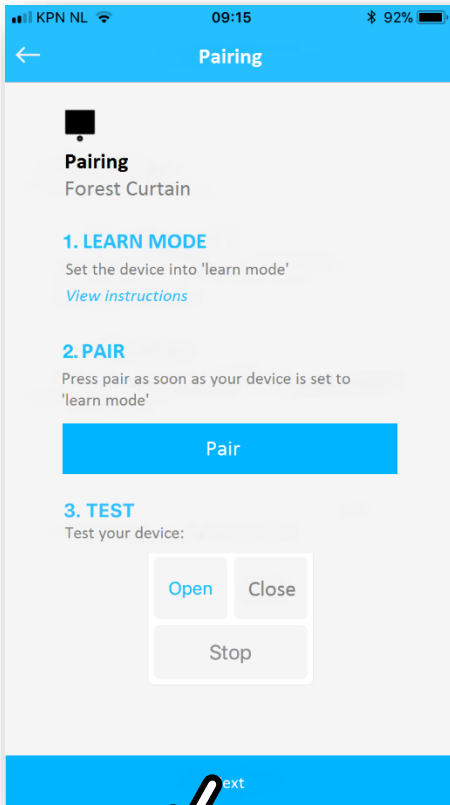 KPN NL 09:15 92%
Pairing
Pairing
Forest Curtain
1. LEARN MODE
Set the device into 'learn mode'
View instructions
2. PAIR
Press pair as soon as your device is set to
'learn mode'
Pair
3. TEST
Test your device:
Open Close
Stop